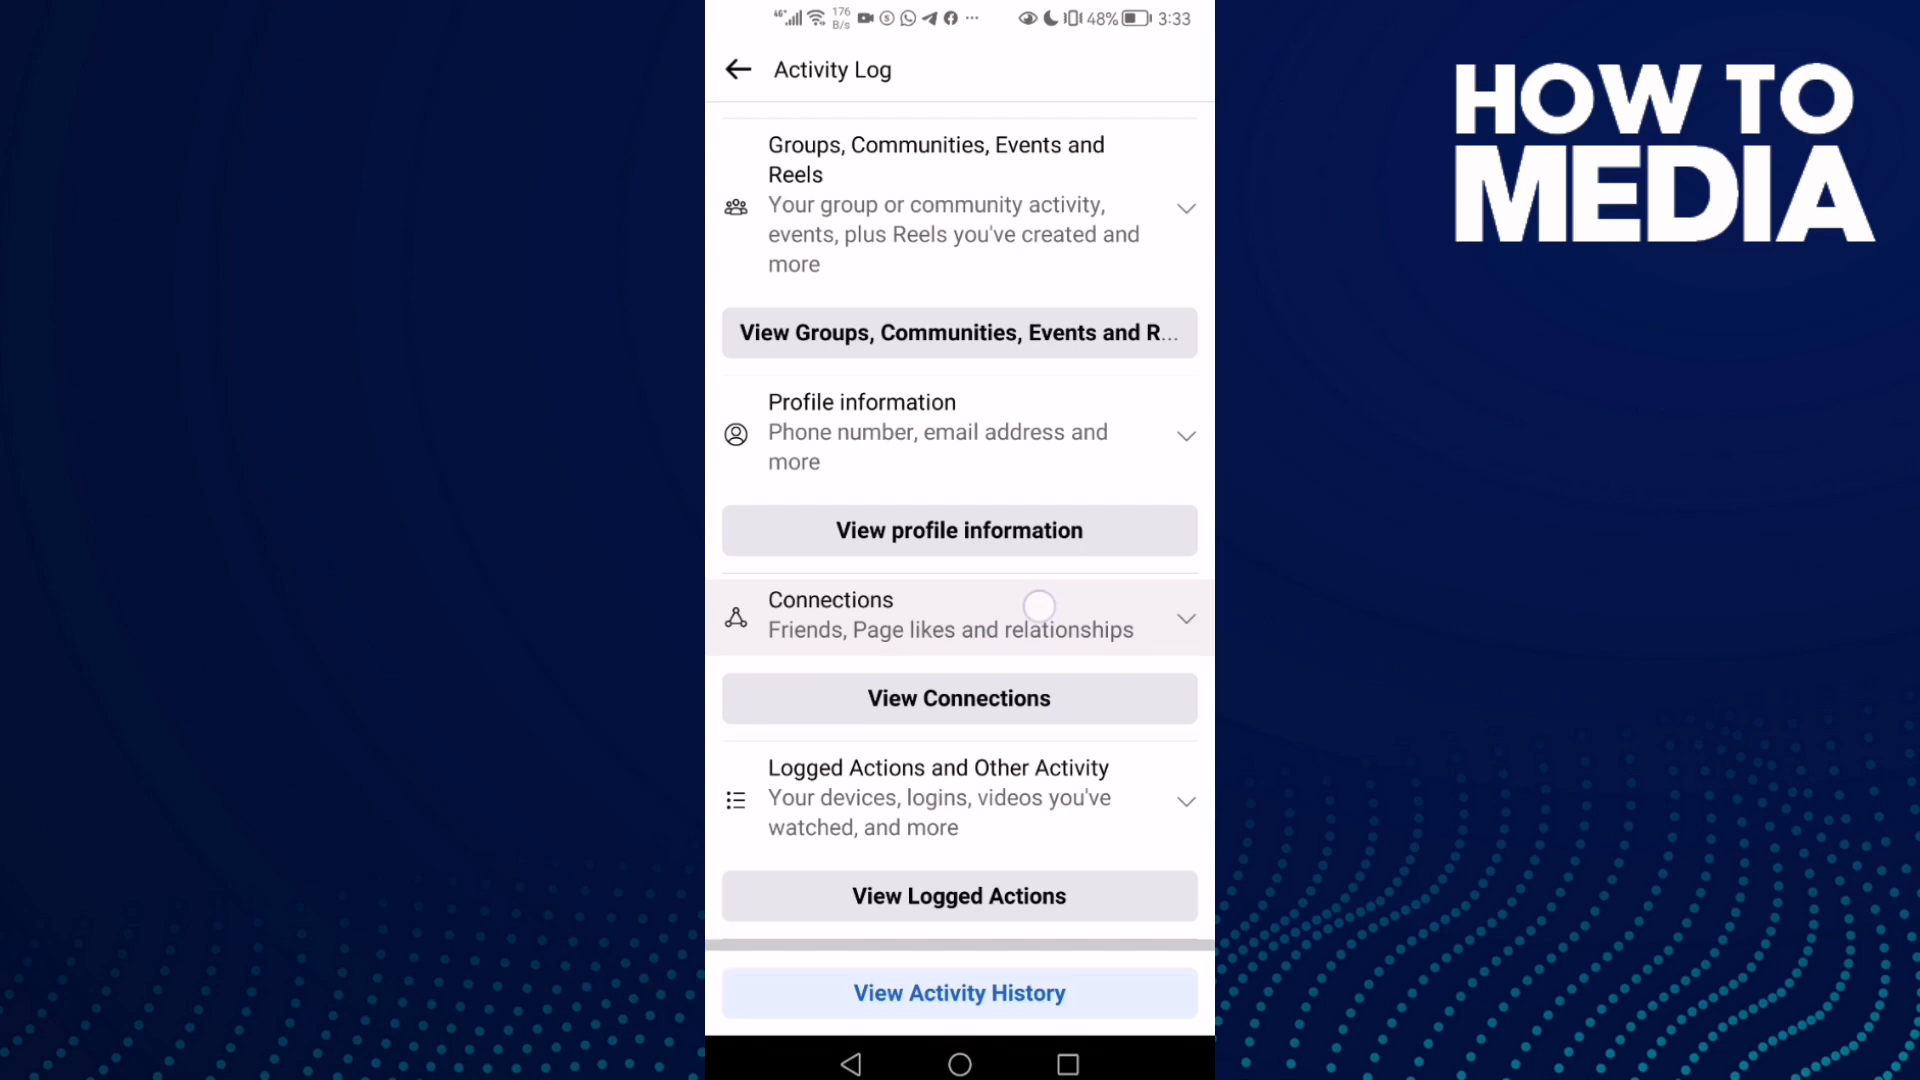 4G 176 B/s 48% 3:33
Activity Log
HOW TO
MEDIA
Groups, Communities, Events and
Reels
Your group or community activity,
events, plus Reels you've created and
more
View Groups, Communities, Events and R...
Profile information
Phone number, email address and
more
View profile information
Connections
Friends, Page likes and relationships
View Connections
Logged Actions and Other Activity
Your devices, logins, videos you've
watched, and more
View Logged Actions
View Activity History